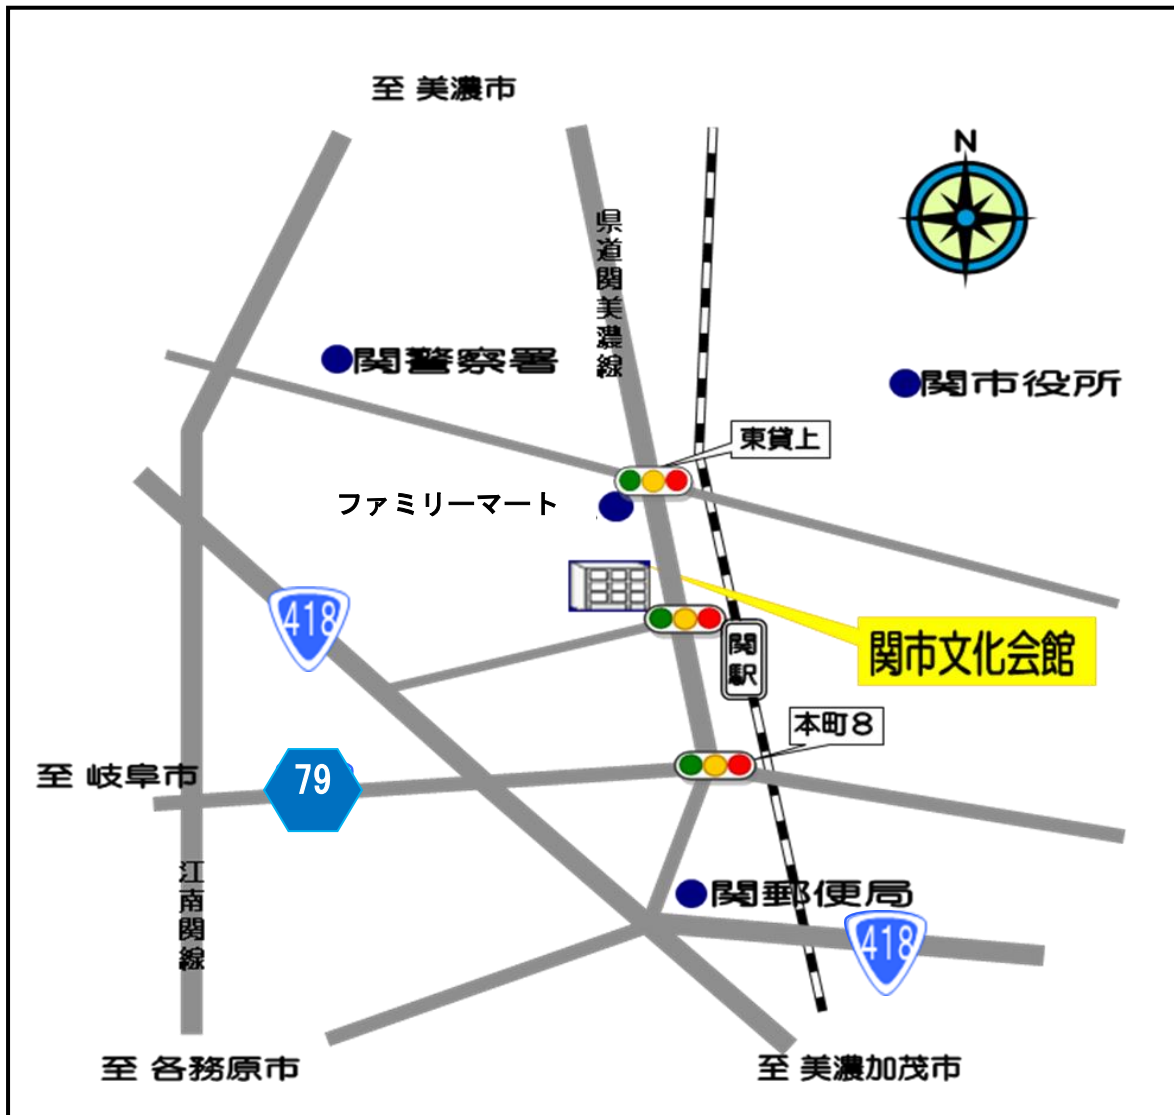 至 美濃市
N
県道関美濃線
関警察署
関市役所
東貸上
ファミリーマート
418
関駅
関市文化会館
本町8
至 岐阜市
79
江南関線
関郵便局
418
至 各務原市
至 美濃加茂市